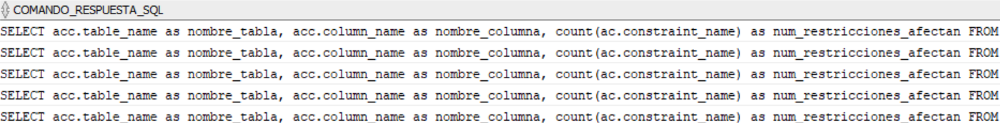 COMANDO_RESPUESTA_SQL
SELECT acc.table_name as nombre_tabla, acc.column_name as nombre_columna, count(ac.constraint_name) as num_restricciones_afectan FROM
SELECT acc.table_name as nombre_tabla, acc.column_name as nombre_columna, count(ac.constraint_name) as num_restricciones_afectan FROM
SELECT acc.table_name as nombre_tabla, acc.column_name as nombre_columna, count(ac.constraint_name) as num_restricciones_afectan FROM
SELECT acc.table_name as nombre_tabla, acc.column_name as nombre_columna, count(ac.constraint_name) as num_restricciones_afectan FROM
SELECT acc.table_name as nombre_tabla, acc.column_name as nombre_columna, count(ac.constraint_name) as num_restricciones_afectan FROM